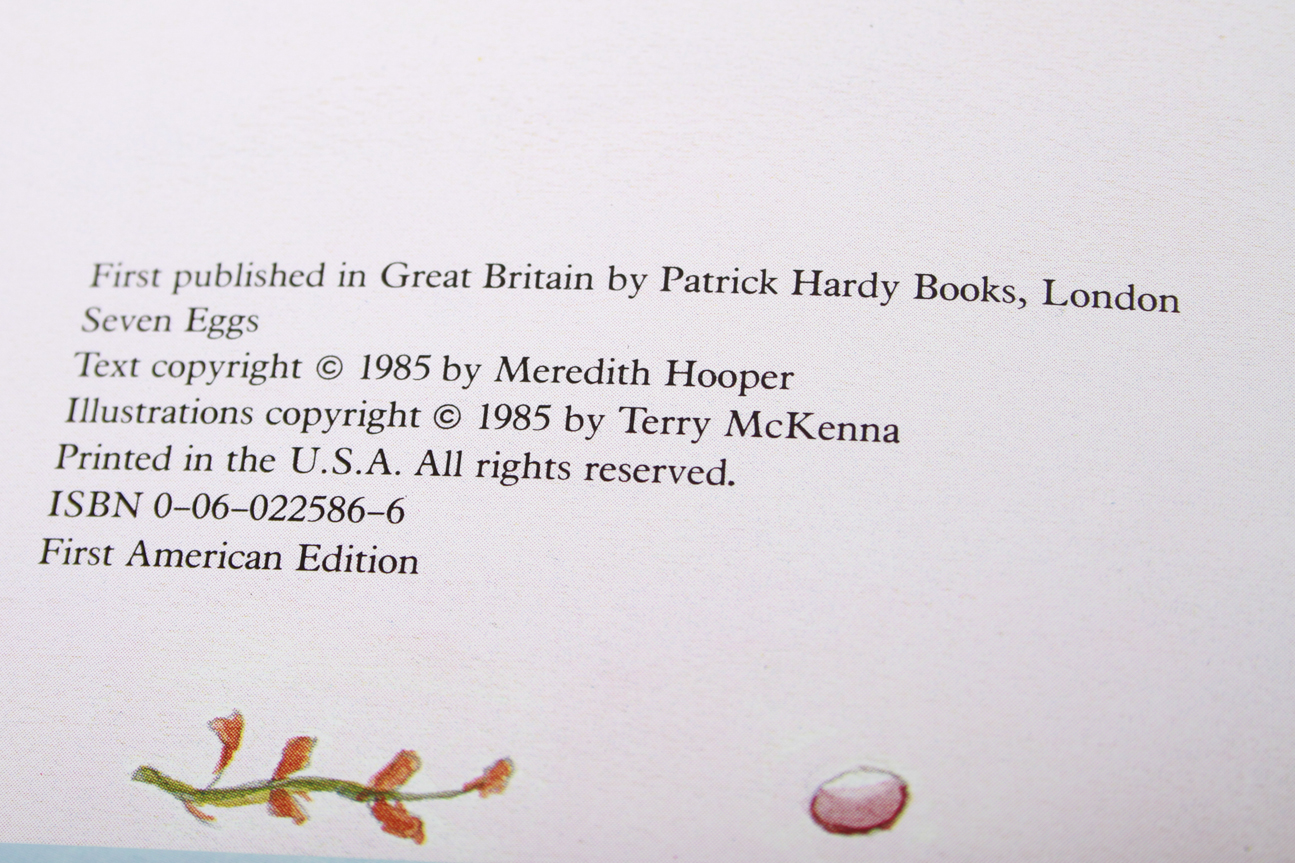 First published in Great Britain by Patrick Hardy Books, London
Seven Eggs
Text copyright © 1985 by Meredith Hooper
Illustrations copyright © 1985 by Terry McKenna
Printed in the U.S.A. All rights reserved.
ISBN 0–06–022586–6
First American Edition